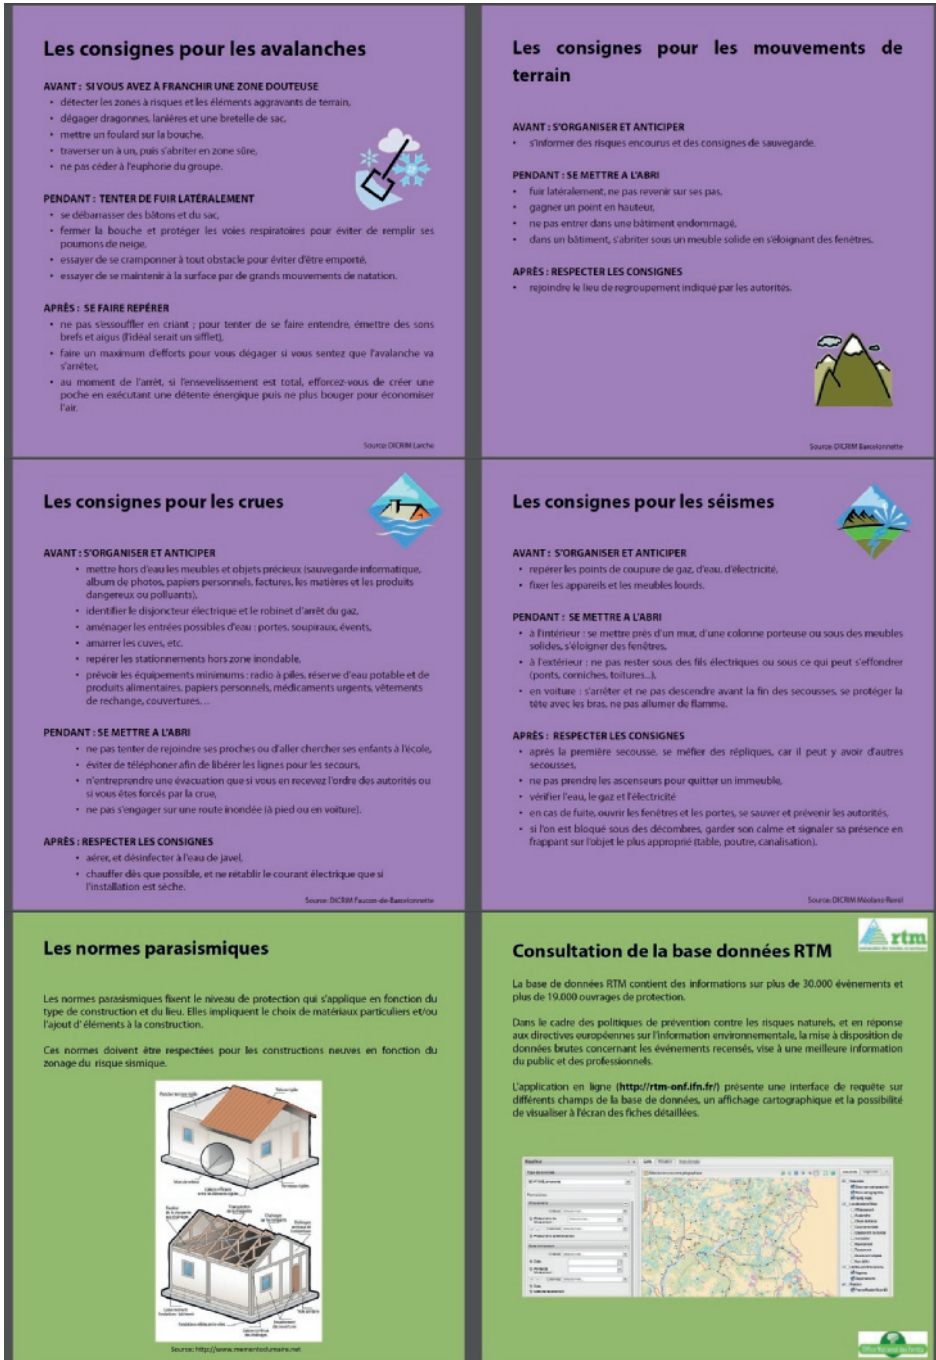 Les consignes pour les avalanches
AVANT : SI VOUS AVEZ À FRANCHIR UNE ZONE DOUTEUSE
• détecter les zones à risques et les éléments aggravants de terrain,
• dégager dragonnes, lanières et une bretelle de sac,
• mettre un foulard sur la bouche,
• traverser un à un, puis s'abriter en zone sûre,
• ne pas céder à l'euphorie du groupe.
PENDANT : TENTER DE FUIR LATÉRALEMENT
• se débarrasser des bâtons et du sac,
• fermer la bouche et protéger les voies respiratoires pour éviter de remplir ses
poumons de neige,
• essayer de se cramponner à tout obstacle pour éviter d'être emporté,
• essayer de se maintenir à la surface par de grands mouvements de natation.
APRÈS : SE FAIRE REPÉRER
• ne pas s'essouffler en criant ; pour tenter de se faire entendre, émettre des sons
brefs et aigus (l'idéal serait un sifflet),
• faire un maximum d'efforts pour vous dégager si vous sentez que l'avalanche va
s'arrêter,
• au moment de l'arrêt, si l'ensevelissement est total, efforcez-vous de créer une
poche en exécutant une détente énergique puis ne plus bouger pour économiser
l'air.
Source: DICRIM Larche
Les consignes pour les mouvements de
terrain
AVANT : S'ORGANISER ET ANTICIPER
• s'informer des risques encourus et des consignes de sauvegarde.
PENDANT : SE METTRE A L'ABRI
• fuir latéralement, ne pas revenir sur ses pas,
• gagner un point en hauteur,
• ne pas entrer dans une bâtiment endommagé,
• dans un bâtiment, s'abriter sous un meuble solide en s'éloignant des fenêtres.
APRÈS : RESPECTER LES CONSIGNES
• rejoindre le lieu de regroupement indiqué par les autorités.
Source: DICRIM Barcelonnette
Les consignes pour les crues
AVANT : S'ORGANISER ET ANTICIPER
• mettre hors d'eau les meubles et objets précieux (sauvegarde informatique,
album de photos, papiers personnels, factures, les matières et les produits
dangereux ou polluants),
• identifier le disjoncteur électrique et le robinet d'arrêt du gaz,
• aménager les entrées possibles d'eau : portes, soupiraux, évents,
• amarrer les cuves, etc.
• repérer les stationnements hors zone inondable,
• prévoir les équipements minimums : radio à piles, réserve d'eau potable et de
produits alimentaires, papiers personnels, médicaments urgents, vêtements
de rechange, couvertures…
PENDANT : SE METTRE A L'ABRI
• ne pas tenter de rejoindre ses proches ou d'aller chercher ses enfants à l'école,
• éviter de téléphoner afin de libérer les lignes pour les secours,
• n'entreprendre une évacuation que si vous en recevez l'ordre des autorités ou
si vous êtes forcés par la crue,
• ne pas s'engager sur une route inondée (à pied ou en voiture).
APRÈS : RESPECTER LES CONSIGNES
• aérer, et désinfecter à l'eau de javel,
• chauffer dès que possible, et ne rétablir le courant électrique que si
l'installation est sèche.
Source: DICRIM Faucon-de-Barcelonnette
Les consignes pour les séismes
AVANT : S'ORGANISER ET ANTICIPER
• repérer les points de coupure de gaz, d'eau, d'électricité,
• fixer les appareils et les meubles lourds.
PENDANT : SE METTRE A L'ABRI
• à l'intérieur : se mettre près d'un mur, d'une colonne porteuse ou sous des meubles
solides, s'éloigner des fenêtres,
• à l'extérieur : ne pas rester sous des fils électriques ou sous ce qui peut s'effondrer
(ponts, corniches, toitures...),
• en voiture : s'arrêter et ne pas descendre avant la fin des secousses, se protéger la
tête avec les bras, ne pas allumer de flamme.
APRÈS : RESPECTER LES CONSIGNES
• après la première secousse, se méfier des répliques, car il peut y avoir d'autres
secousses,
• ne pas prendre les ascenseurs pour quitter un immeuble,
• vérifier l'eau, le gaz et l'électricité
• en cas de fuite, ouvrir les fenêtres et les portes, se sauver et prévenir les autorités,
• si l'on est bloqué sous des décombres, garder son calme et signaler sa présence en
frappant sur l'objet le plus approprié (table, poutre, canalisation).
Source: DICRIM Méolans-Revel
Les normes parasismiques
Les normes parasismiques fixent le niveau de protection qui s'applique en fonction du
type de construction et du lieu. Elles impliquent le choix de matériaux particuliers et/ou
l'ajout d' éléments à la construction.
Ces normes doivent être respectées pour les constructions neuves en fonction du
zonage du risque sismique.
Source: http://www.mementodumaire.net
rtm
Consultation de la base données RTM
La base de données RTM contient des informations sur plus de 30.000 évènements et
plus de 19.000 ouvrages de protection.
Dans le cadre des politiques de prévention contre les risques naturels, et en réponse
aux directives européennes sur l'information environnementale, la mise à disposition de
données brutes concernant les événements recensés, vise à une meilleure information
du public et des professionnels.
L'application en ligne (http://rtm-onf.ifn.fr/) présente une interface de requête sur
différents champs de la base de données, un affichage cartographique et la possibilité
de visualiser à l'écran des fiches détaillées.
Office National des Forêts